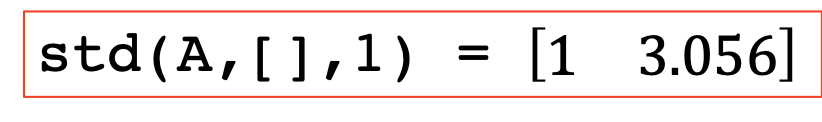 std(A,[],1) = [1 3.056]